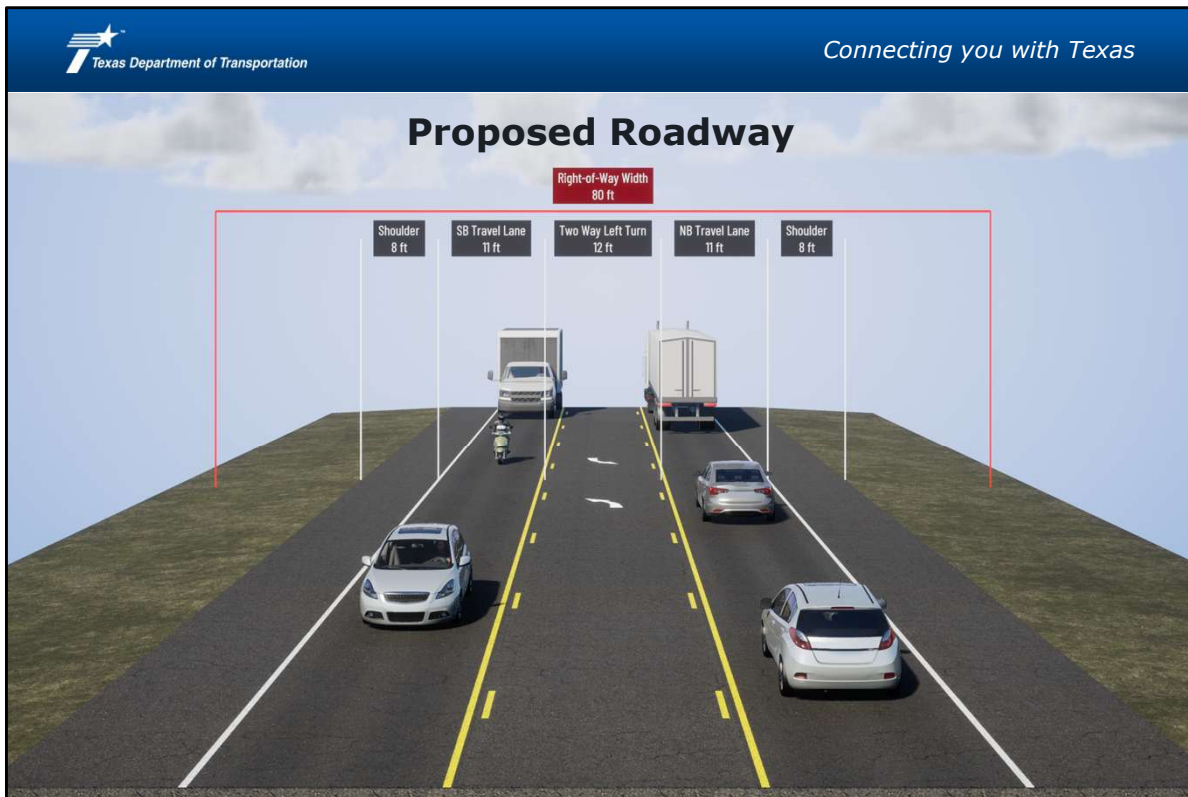 Texas Department of Transportation
Connecting you with Texas
Proposed Roadway
Right-of-Way Width
80 ft
Shoulder
8 ft
SB Travel Lane
11 ft
Two Way Left Turn
12 ft
NB Travel Lane
11 ft
Shoulder
8 ft